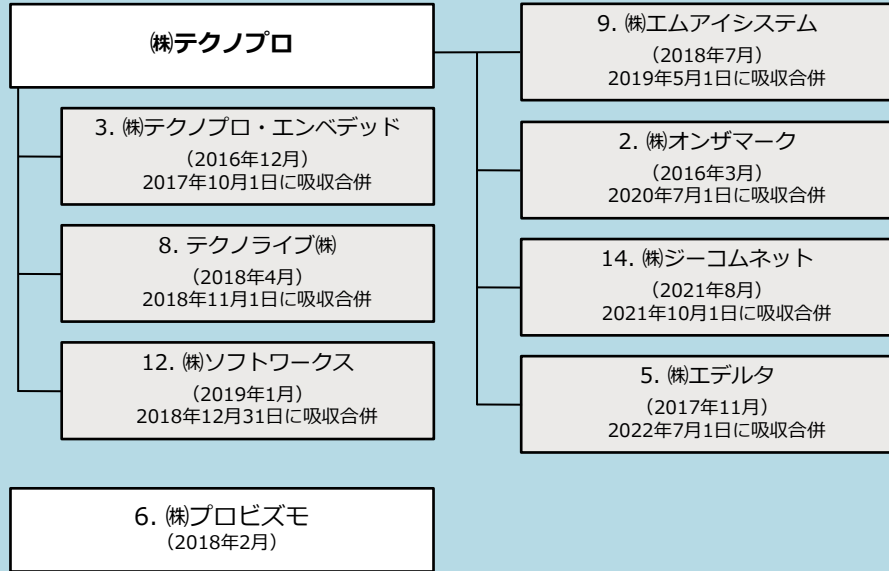 ㈱テクノプロ
3. ㈱テクノプロ・エンベデッド
（2016年12月）
2017年10月1日に吸収合併
8. テクノライブ㈱
（2018年4月）
2018年11月1日に吸収合併
12. ㈱ソフトワークス
（2019年1月）
2018年12月31日に吸収合併
9. ㈱エムアイシステム
（2018年7月）
2019年5月1日に吸収合併
2. ㈱オンザマーク
（2016年3月）
2020年7月1日に吸収合併
14. ㈱ジーコムネット
（2021年8月）
2021年10月1日に吸収合併
5. ㈱エデルタ
（2017年11月）
2022年7月1日に吸収合併
6. ㈱プロビズモ
（2018年2月）